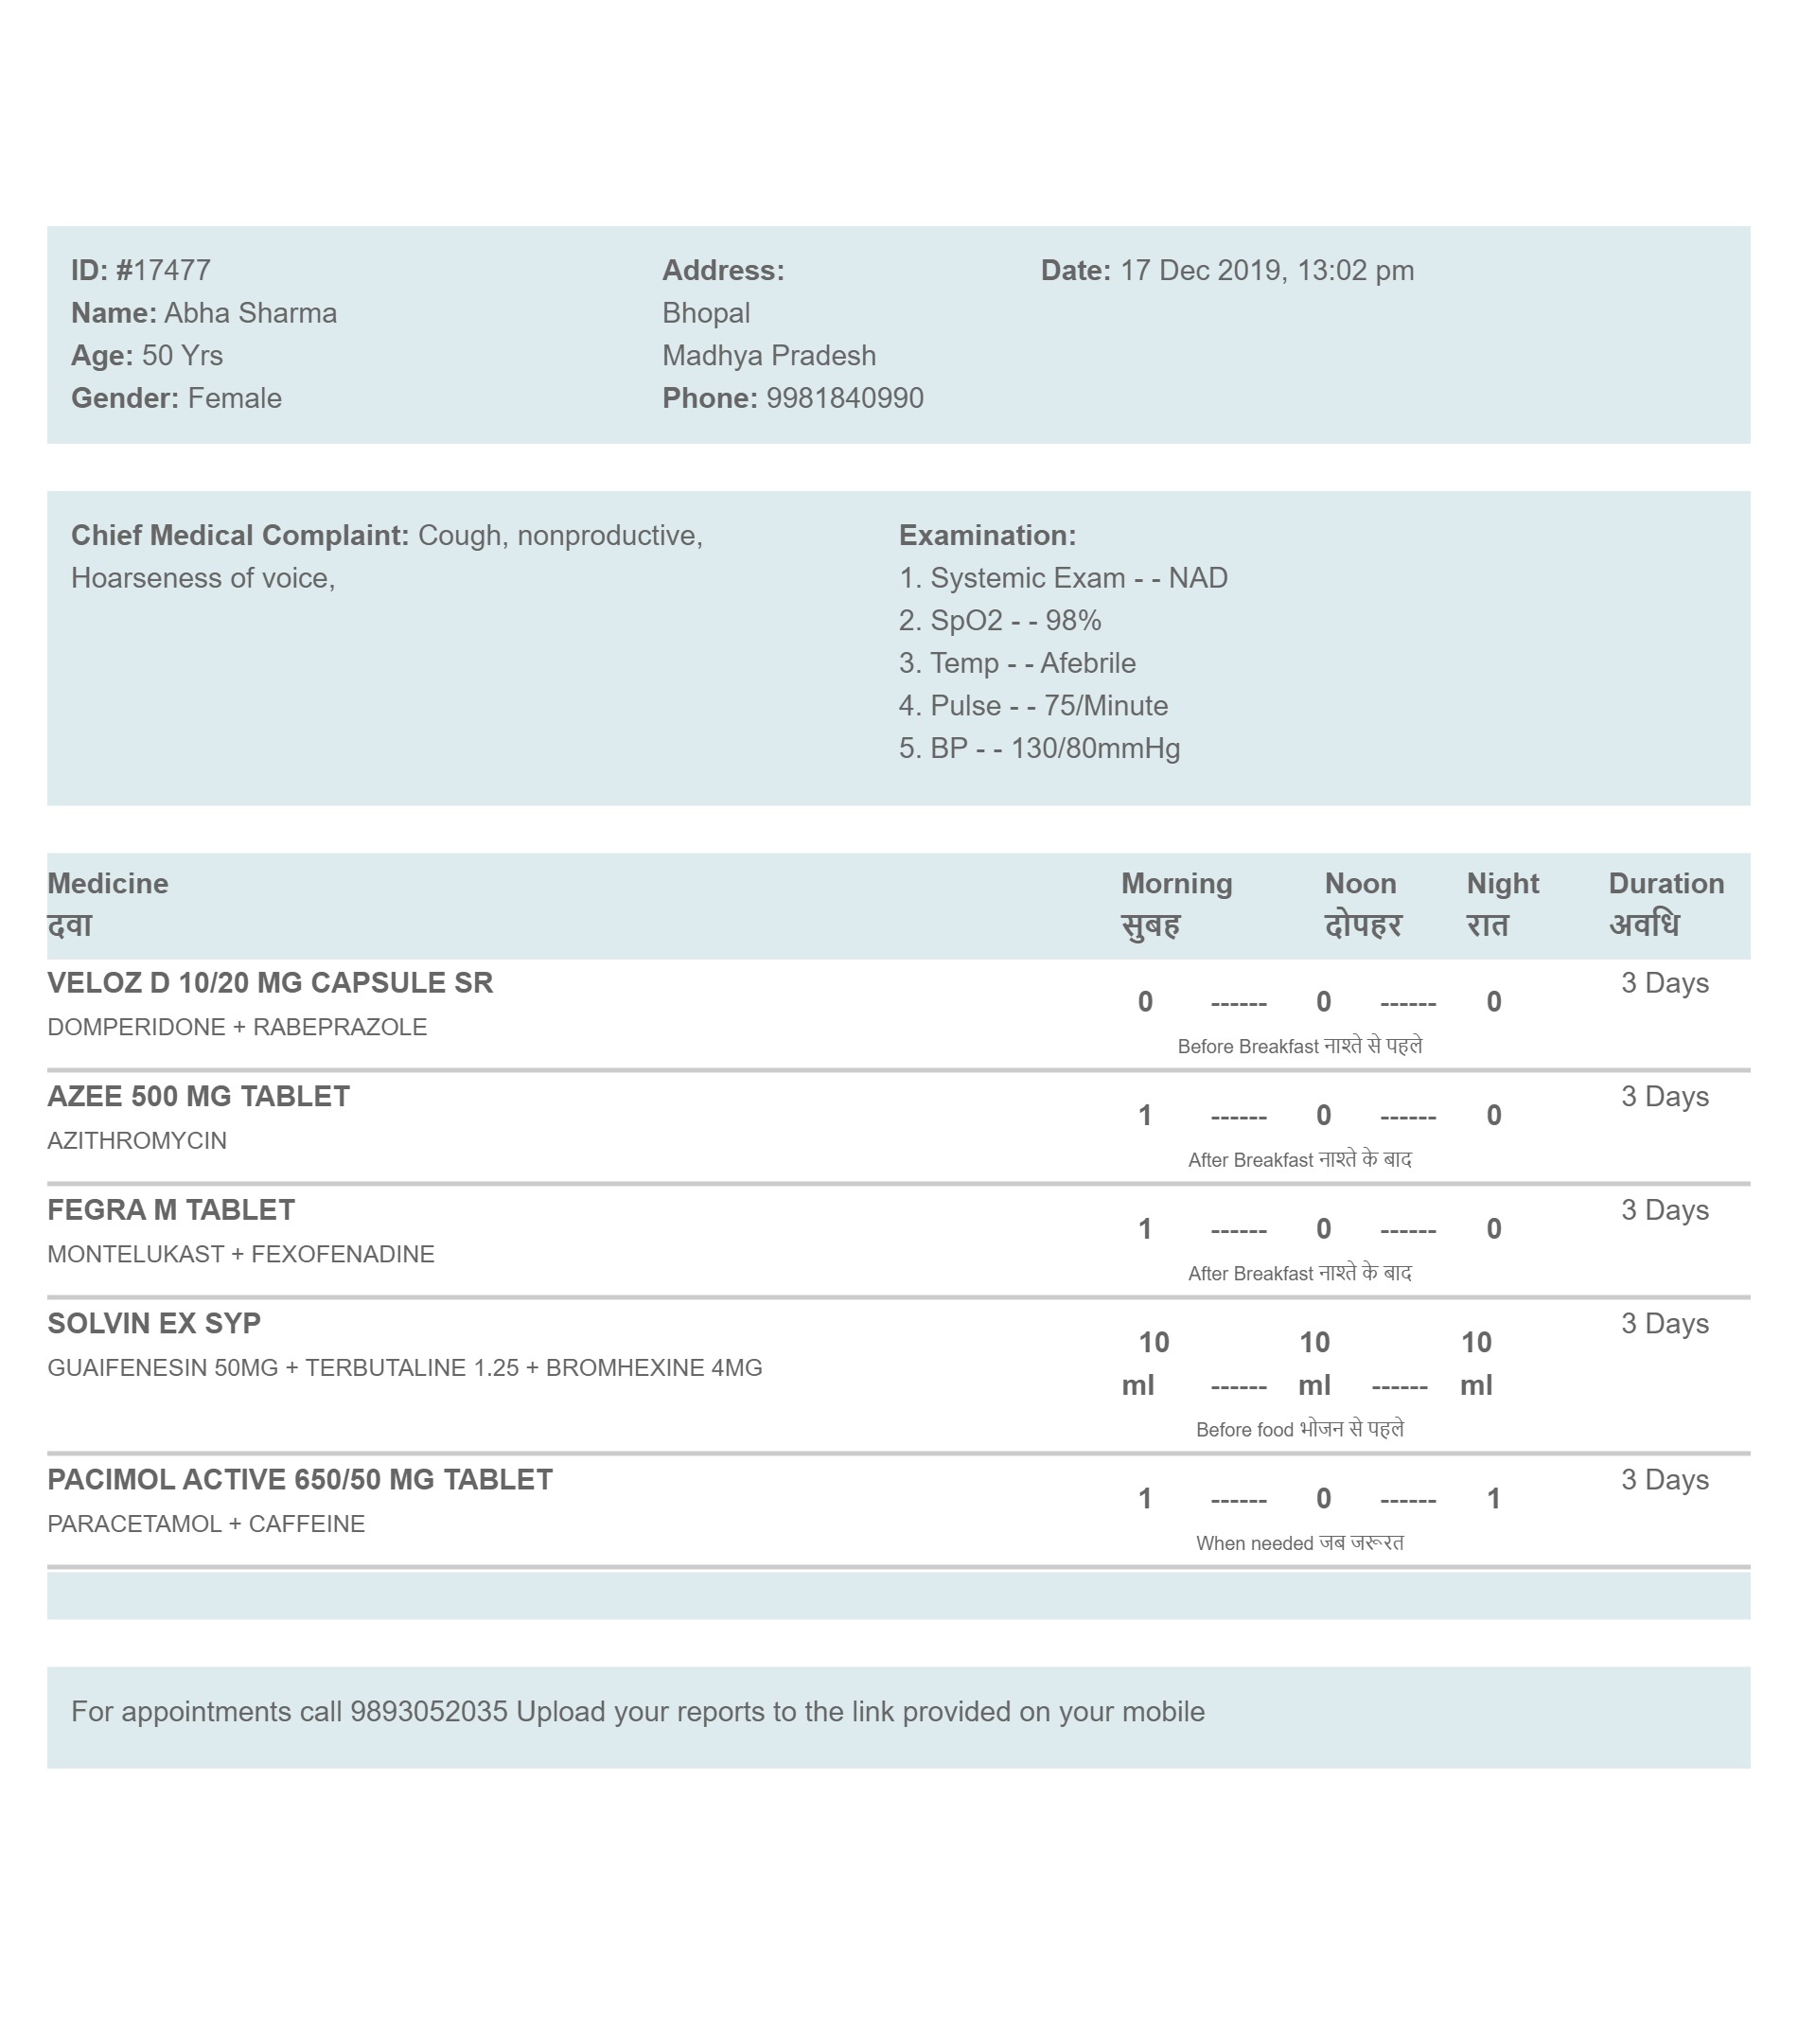 ID: #17477
Name: Abha Sharma
Age: 50 Yrs
Gender: Female
Address:
Bhopal
Madhya Pradesh
Phone: 9981840990
Date: 17 Dec 2019, 13:02 pm
Chief Medical Complaint: Cough, nonproductive,
Hoarseness of voice,
Examination:
1. Systemic Exam - - NAD
2. SpO2 - - 98%
3. Temp - - Afebrile
4. Pulse - - 75/Minute
5. BP - - 130/80mmHg
Medicine Morning Noon Night Duration
दवा सुबह दोपहर रात अवधि
VELOZ D 10/20 MG CAPSULE SR 3 Days
0 ------ 0 ------ 0
DOMPERIDONE + RABEPRAZOLE
Before Breakfast नाश्ते से पहले
AZEE 500 MG TABLET 3 Days
1 ------ 0 ------ 0
AZITHROMYCIN
After Breakfast नाश्ते के बाद
FEGRA M TABLET 3 Days
1 ------ 0 ------ 0
MONTELUKAST + FEXOFENADINE
After Breakfast नाश्ते के बाद
SOLVIN EX SYP 3 Days
10 10 10
GUAIFENESIN 50MG + TERBUTALINE 1.25 + BROMHEXINE 4MG
ml ------ ml ------ ml
Before food भोजन से पहले
PACIMOL ACTIVE 650/50 MG TABLET 3 Days
1 ------ 0 ------ 1
PARACETAMOL + CAFFEINE
When needed जब जरूरत
For appointments call 9893052035 Upload your reports to the link provided on your mobile